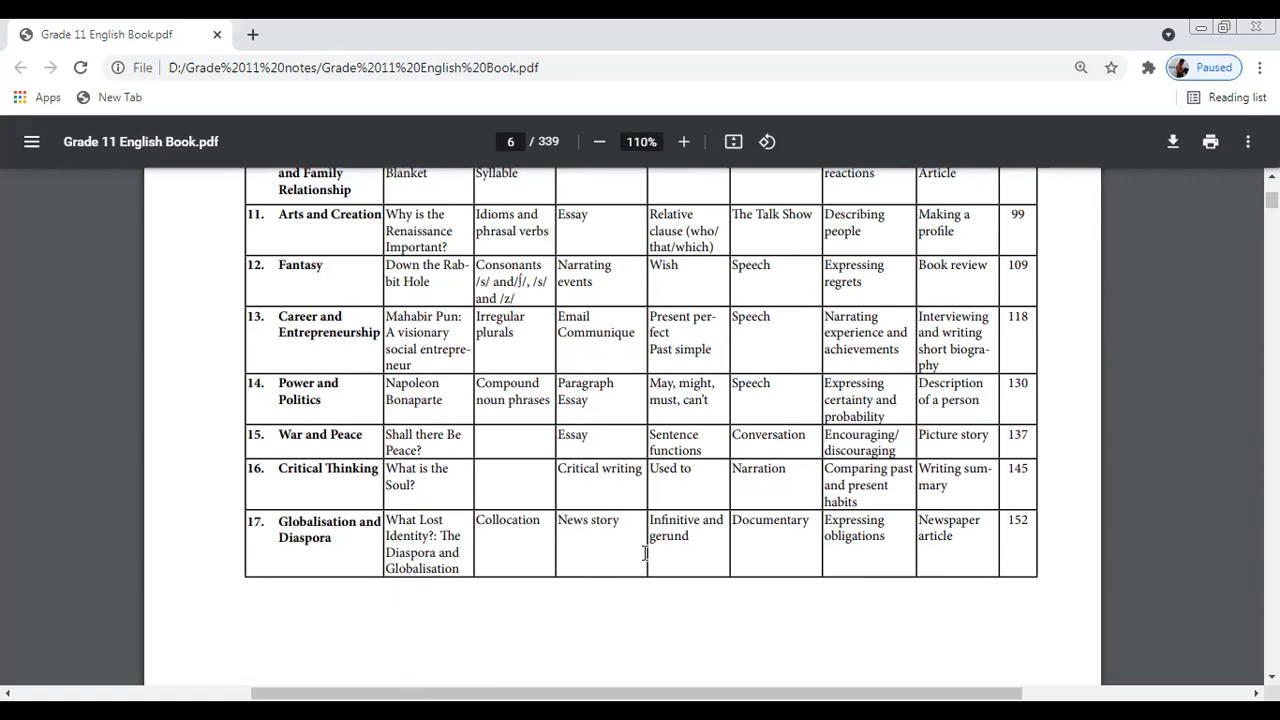 Grade 11 English Book.pdf
File D:/Grade%2011%20notes/Grade%2011%20English%20Book.pdf Paused
Apps New Tab Reading list
Grade 11 English Book.pdf 6 / 339 110%
and Family Relationship Blanket Syllable reactions Article
11. Arts and Creation Why is the Renaissance Important? Idioms and phrasal verbs Essay Relative clause (who/ that/which) The Talk Show Describing people Making a profile 99
12. Fantasy Down the Rab- bit Hole Consonants /s/ and/ʃ/, /s/ and /z/ Narrating events Wish Speech Expressing regrets Book review 109
13. Career and Entrepreneurship Mahabir Pun: A visionary social entrepre- neur Irregular plurals Email Communique Present per- fect Past simple Speech Narrating experience and achievements Interviewing and writing short biogra- phy 118
14. Power and Politics Napoleon Bonaparte Compound noun phrases Paragraph Essay May, might, must, can't Speech Expressing certainty and probability Description of a person 130
15. War and Peace Shall there Be Peace? Essay Sentence functions Conversation Encouraging/ discouraging Picture story 137
16. Critical Thinking What is the Soul? Critical writing Used to Narration Comparing past and present habits Writing sum- mary 145
17. Globalisation and Diaspora What Lost Identity?: The Diaspora and Globalisation Collocation News story Infinitive and gerund Documentary Expressing obligations Newspaper article 152